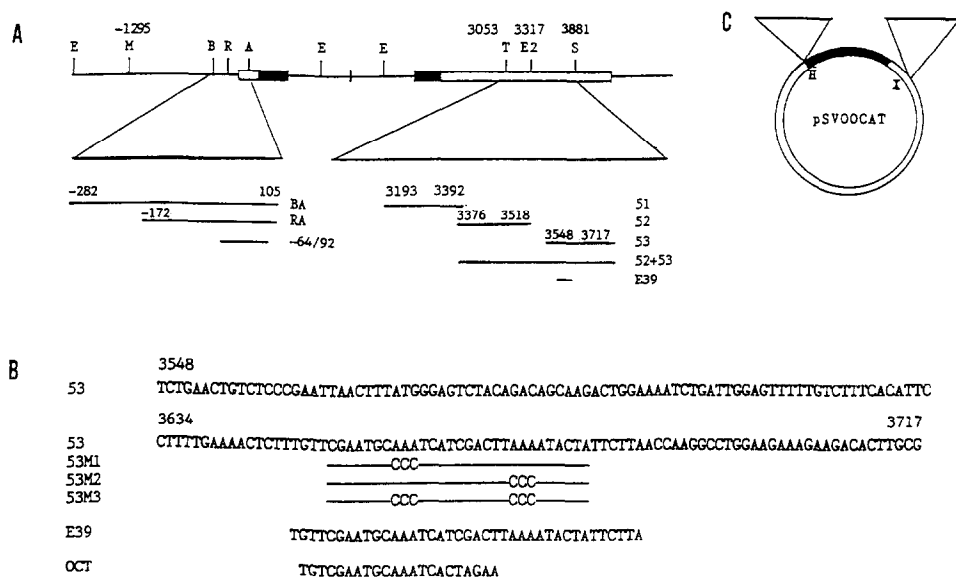 A
-1295
3053 3317 3881
E M B R A E E T E2 S
-282 105 BA
-172 RA
-64/92
3193 3392 51
3376 3518 52
3548 3717 53
52+53
E39
C
H X
pSVOOCAT
B
3548
53 TCTGAACTGTCTCCCGAATTAACTTTATGGGAGTCTACAGACAGCAAGACTGGAAAATCTGATTGGAGTTTTTGTCTTTCACATTC
3634 3717
53 CTTTTGAAAACTCTTTGTTCGAATGCAAATCATCGACTTAAAATACTATTCTTAACCAAGGCCTGGAAGAAAGAAGACACTTGCG
53M1 CCC
53M2 CCC
53M3 CCC CCC
E39 TGTTCGAATGCAAATCATCGACTTAAAATACTATTCTTA
OCT TGTCGAATGCAAATCACTAGAA